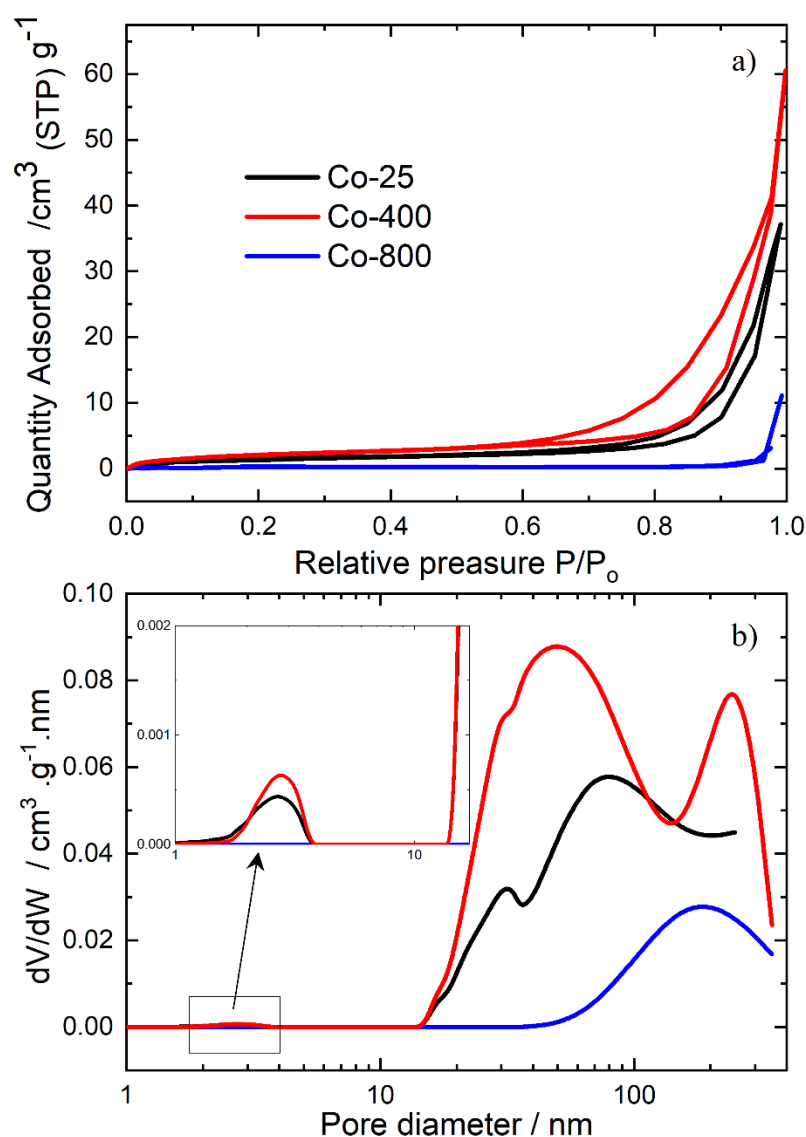 a)
Quantity Adsorbed /cm³ (STP) g⁻¹
60
50
40
30
20
10
0
Co-25
Co-400
Co-800
0.0 0.2 0.4 0.6 0.8 1.0
Relative preasure P/Pₒ
b)
dV/dW / cm³ .g⁻¹.nm
0.10
0.08
0.06
0.04
0.02
0.00
0.002
0.001
0.000
1 10
1 10 100
Pore diameter / nm